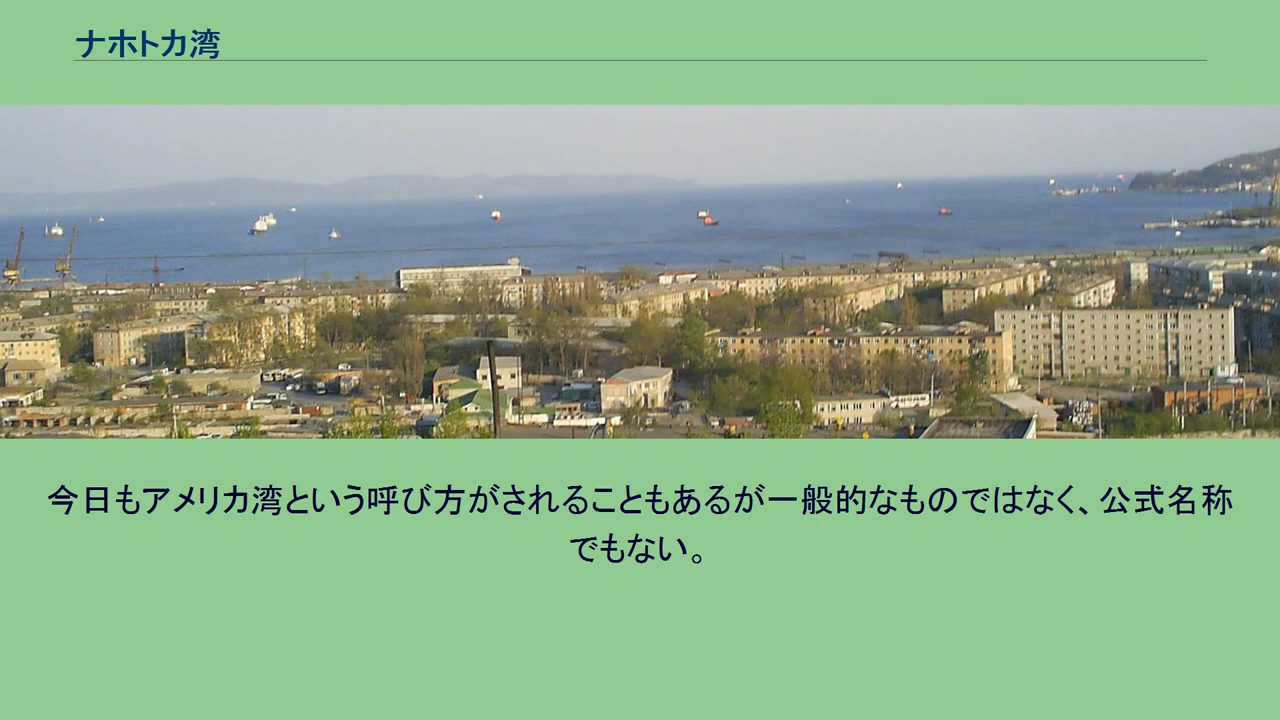 ナホトカ湾
今日もアメリカ湾という呼び方がされることもあるが一般的なものではなく、公式名称
でもない。